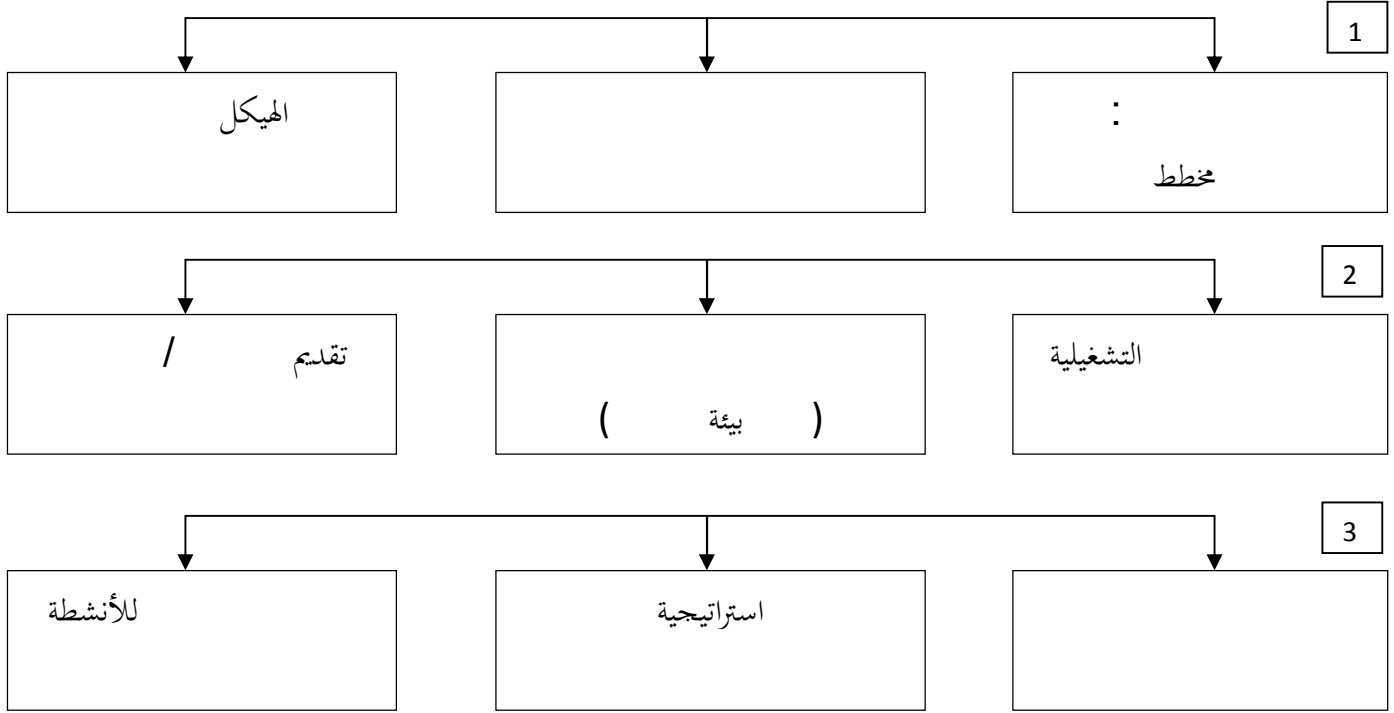 1
:
مخطط
الهيكل
2
التشغيلية
( بيئة )
تقديم /
3
استراتيجية
للأنشطة